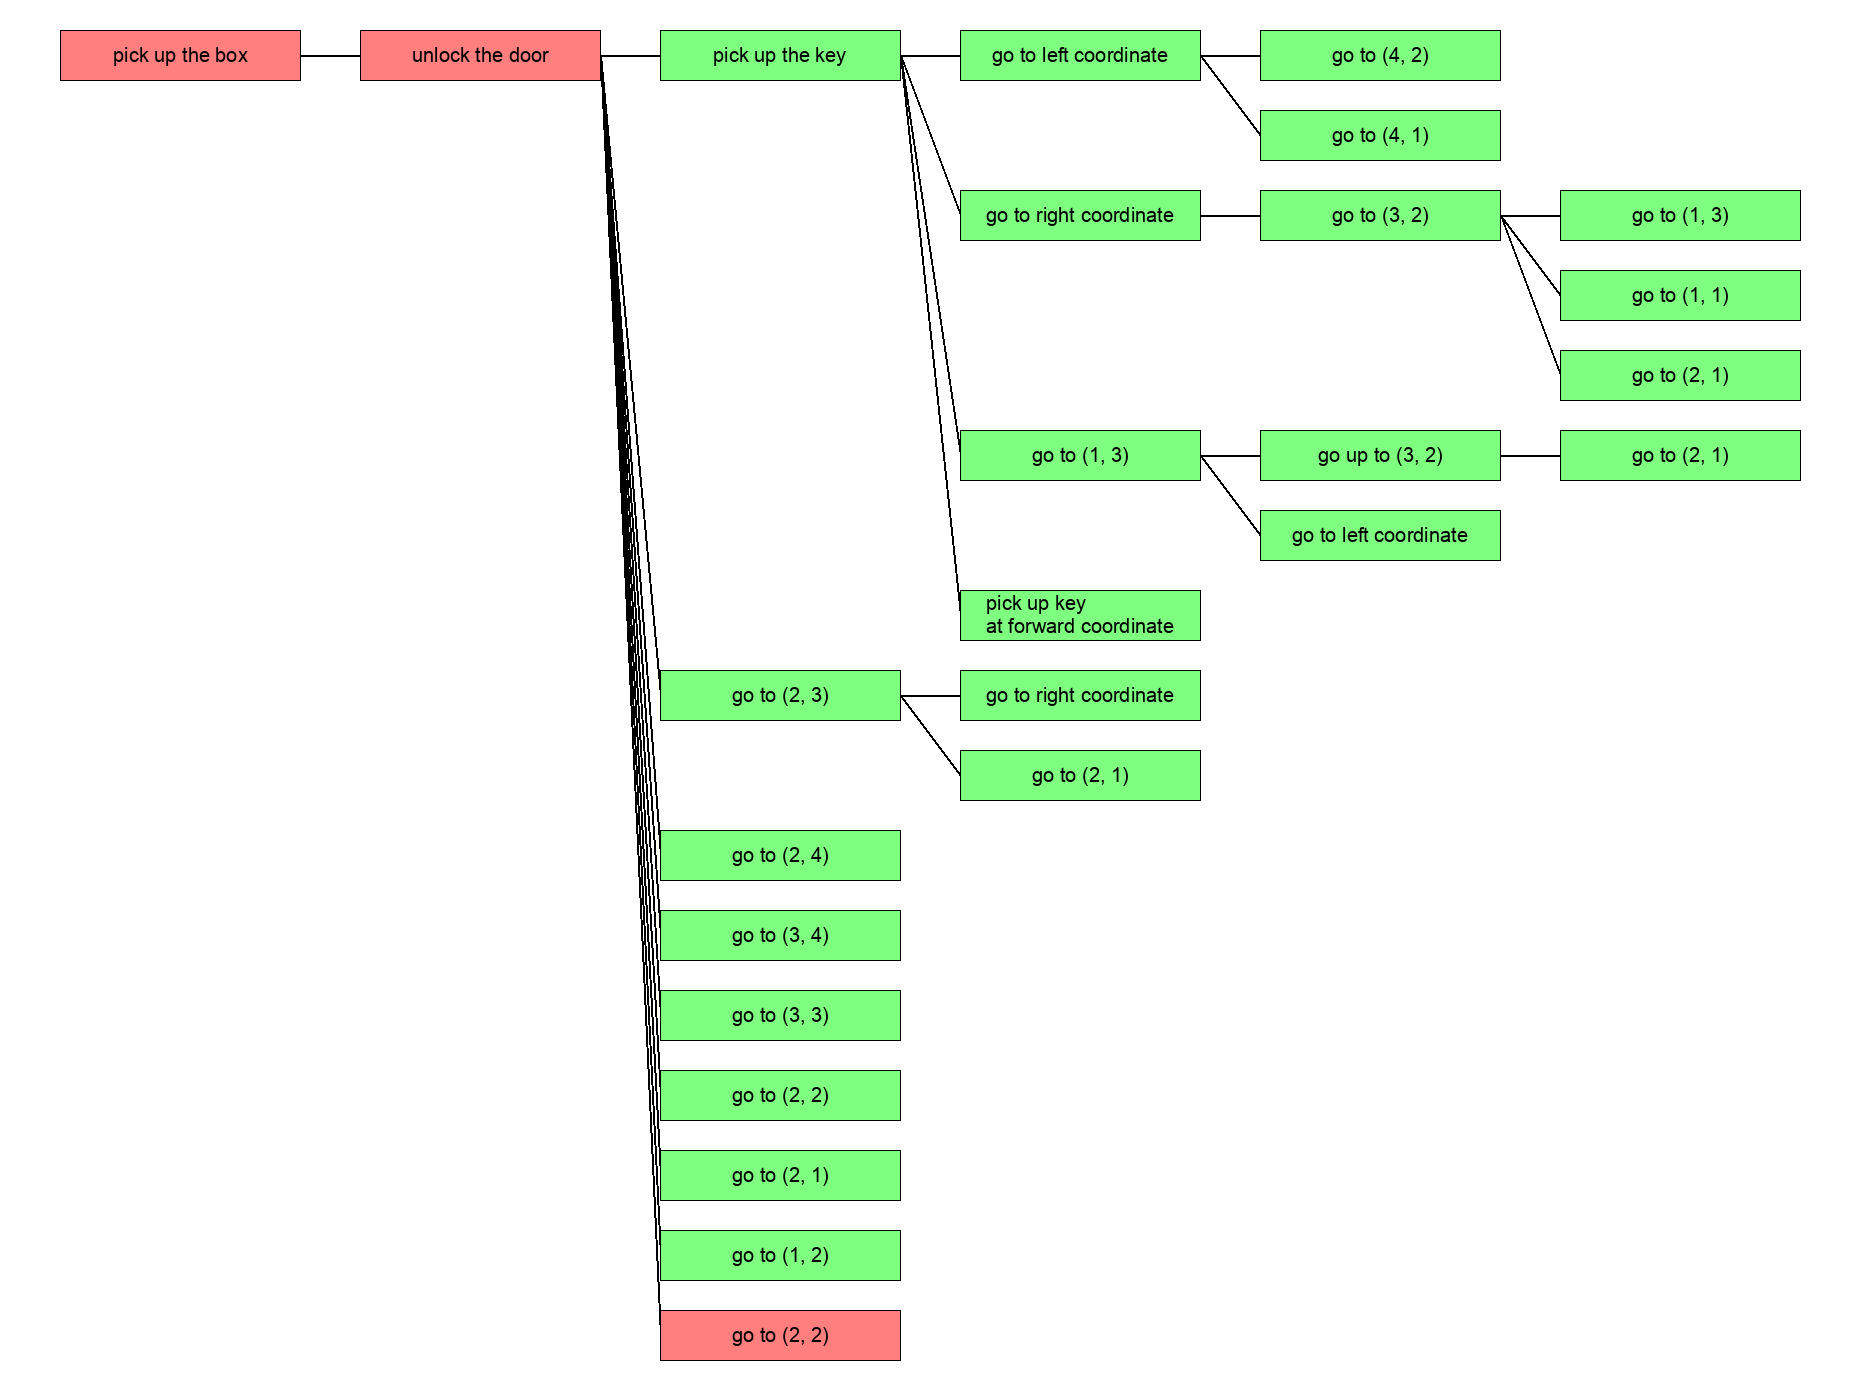 pick up the box
unlock the door
pick up the key
go to left coordinate
go to (4, 2)
go to (4, 1)
go to right coordinate
go to (3, 2)
go to (1, 3)
go to (1, 1)
go to (2, 1)
go to (1, 3)
go up to (3, 2)
go to (2, 1)
go to left coordinate
pick up key
at forward coordinate
go to (2, 3)
go to right coordinate
go to (2, 1)
go to (2, 4)
go to (3, 4)
go to (3, 3)
go to (2, 2)
go to (2, 1)
go to (1, 2)
go to (2, 2)